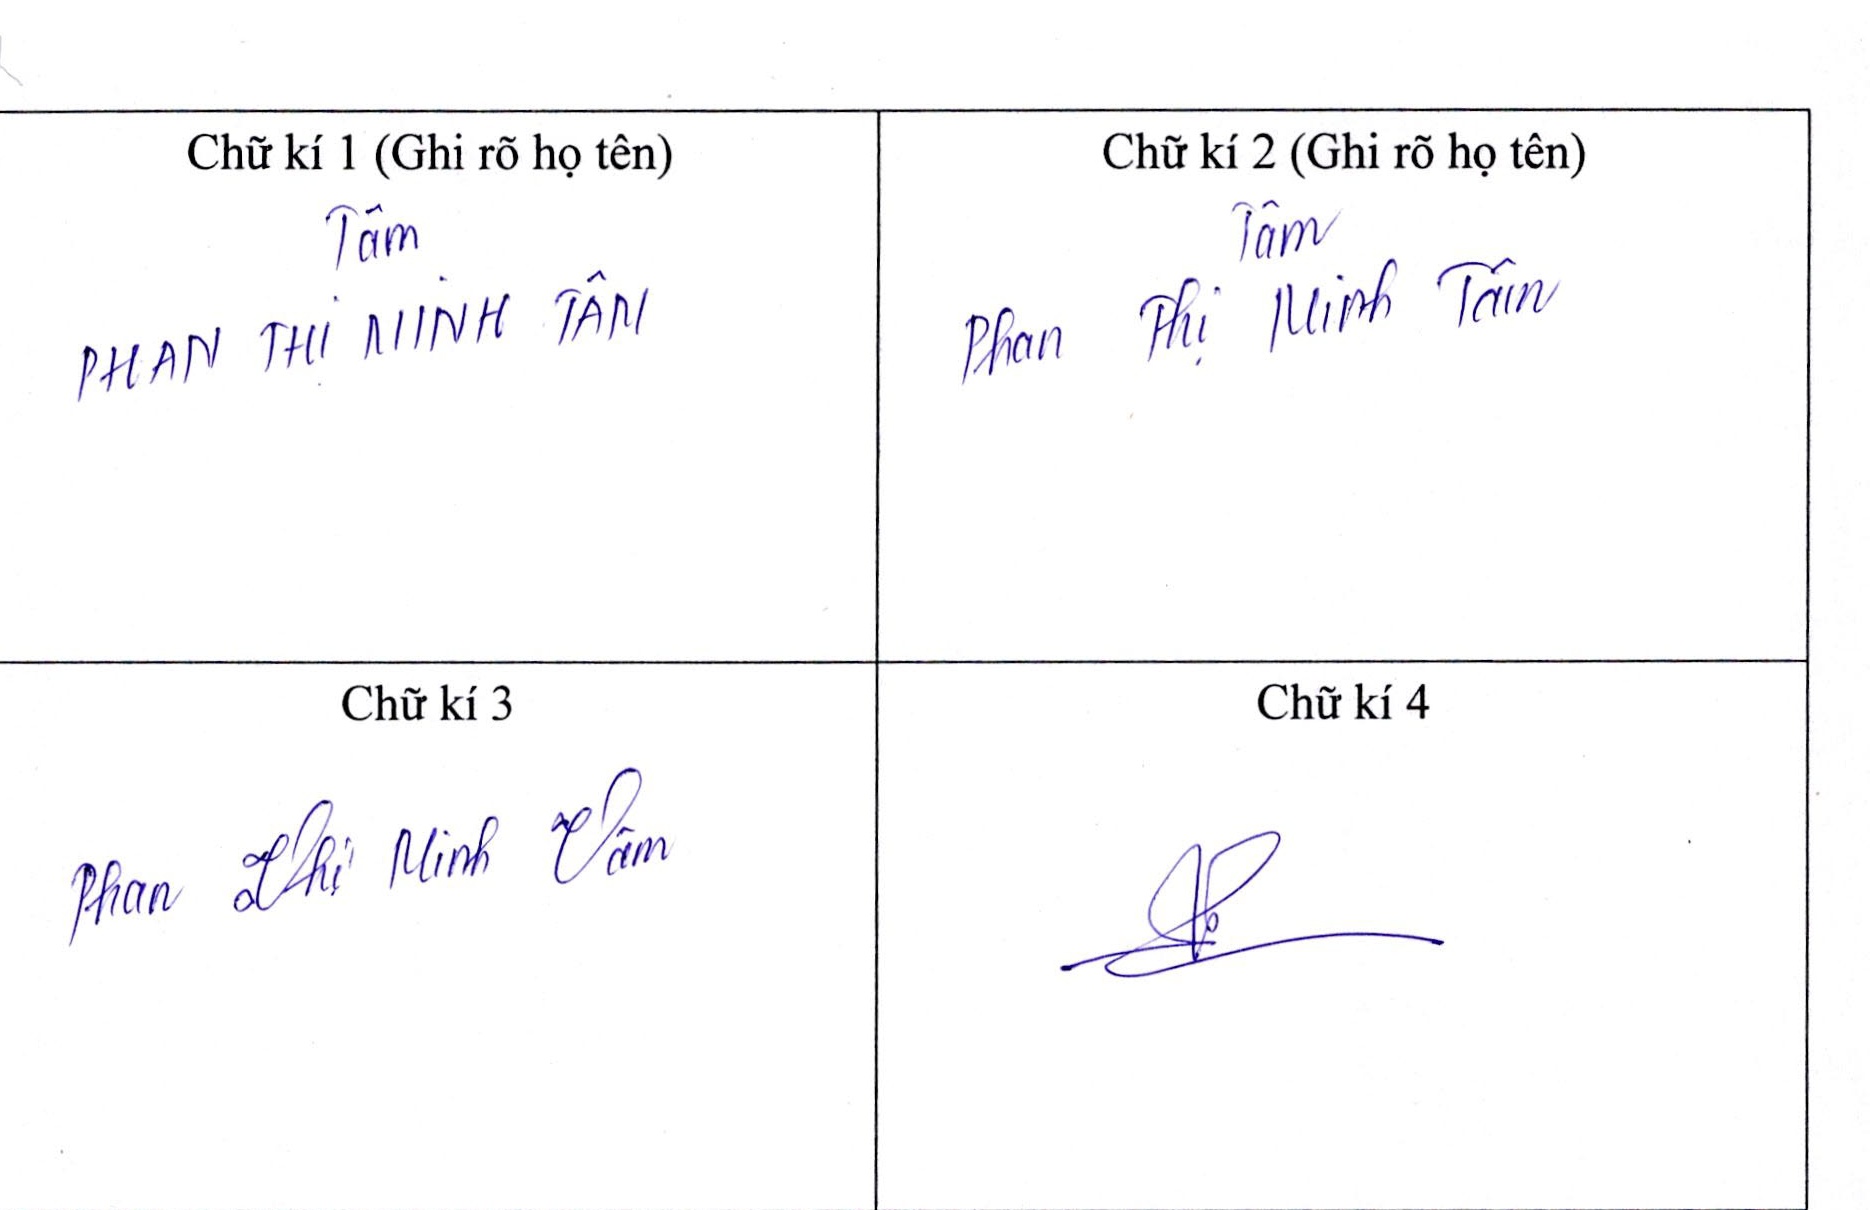 Chữ kí 1 (Ghi rõ họ tên)
Tâm
PHAN THỊ MINH TÂM
Chữ kí 2 (Ghi rõ họ tên)
Tâm
Phan Thị Minh Tâm
Chữ kí 3
Phan Thị Minh Tâm
Chữ kí 4